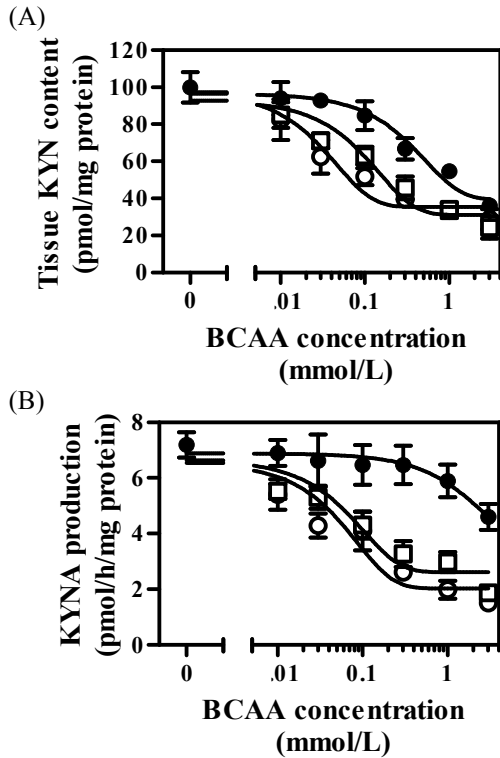 (A)
120
100
80
60
40
20
0
Tissue KYN content
(pmol/mg protein)
0
.01
0.1
1
BCAA concentration
(mmol/L)
(B)
8
6
4
2
0
KYNA production
(pmol/h/mg protein)
0
.01
0.1
1
BCAA concentration
(mmol/L)